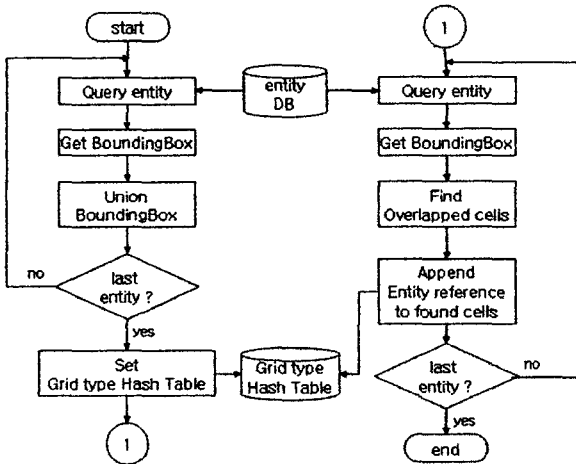 start
Query entity
Get BoundingBox
Union
BoundingBox
last
entity ?
no
yes
Set
Grid type Hash Table
1
entity
DB
Grid type
Hash Table
1
Query entity
Get BoundingBox
Find
Overlapped cells
Append
Entity reference
to found cells
last
entity ?
no
yes
end